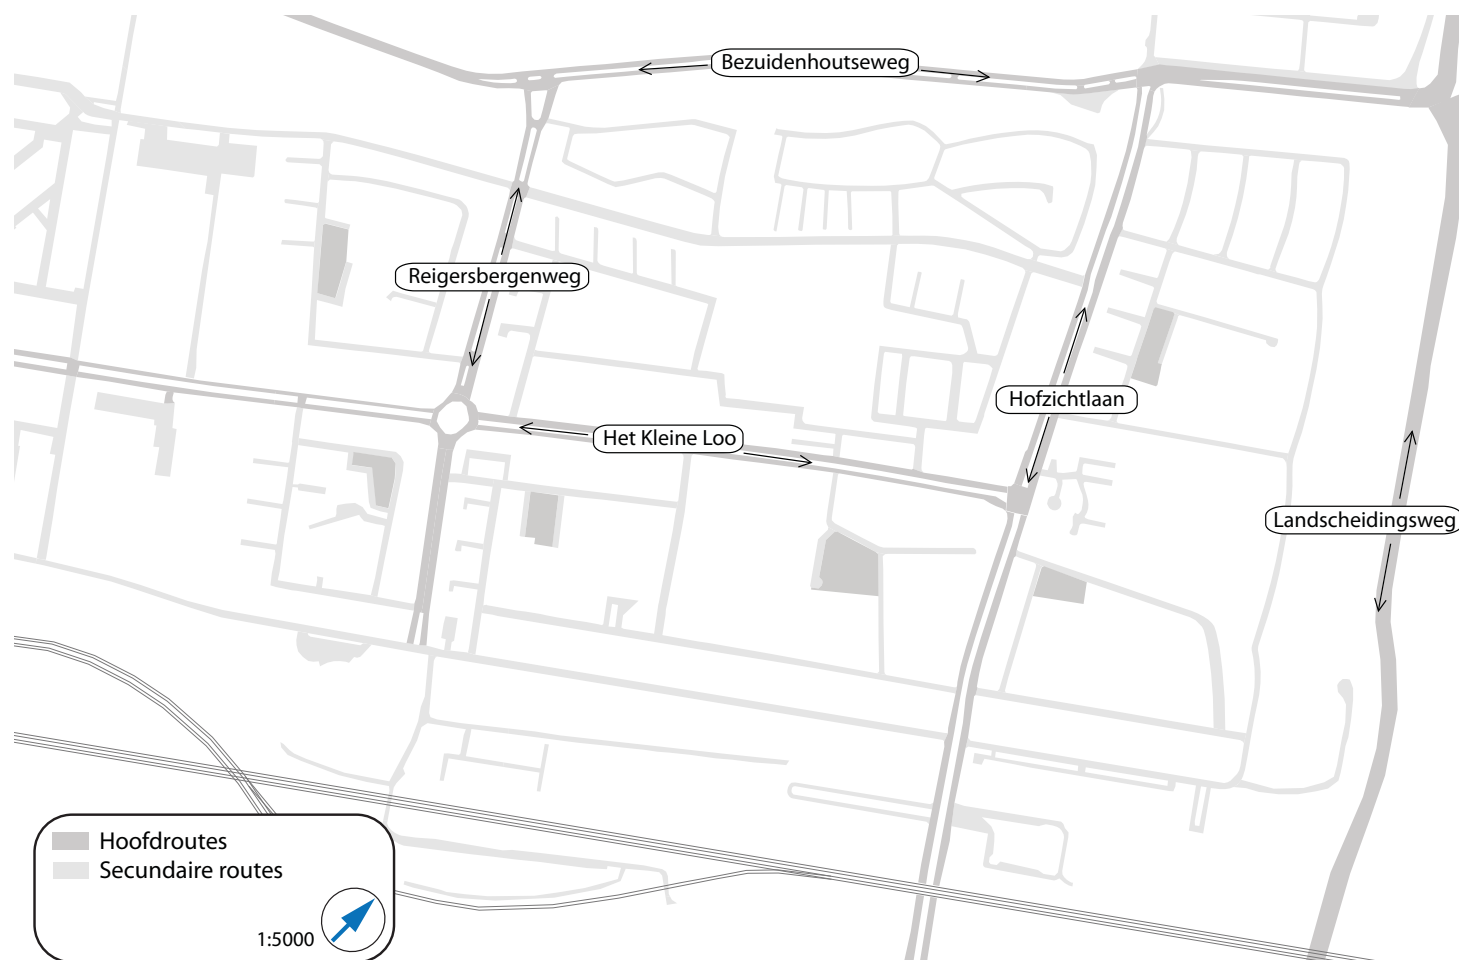 Bezuidenhoutseweg
Reigersbergenweg
Hofzichtlaan
Het Kleine Loo
Landscheidingsweg
Hoofdroutes
Secundaire routes
1:5000